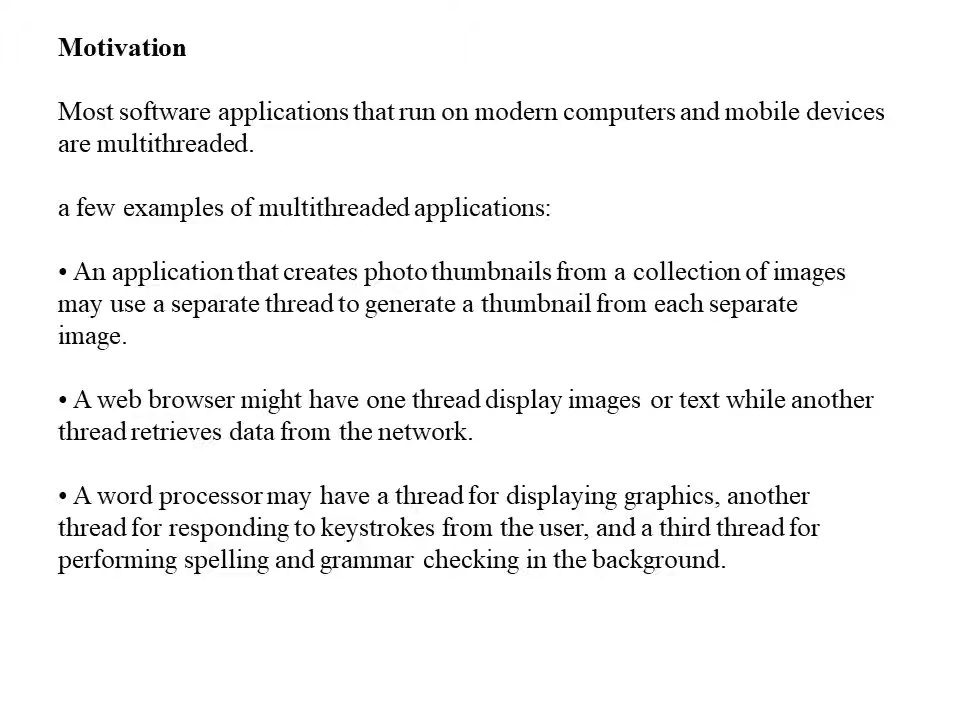 Motivation
Most software applications that run on modern computers and mobile devices
are multithreaded.
a few examples of multithreaded applications:
• An application that creates photo thumbnails from a collection of images
may use a separate thread to generate a thumbnail from each separate
image.
• A web browser might have one thread display images or text while another
thread retrieves data from the network.
• A word processor may have a thread for displaying graphics, another
thread for responding to keystrokes from the user, and a third thread for
performing spelling and grammar checking in the background.